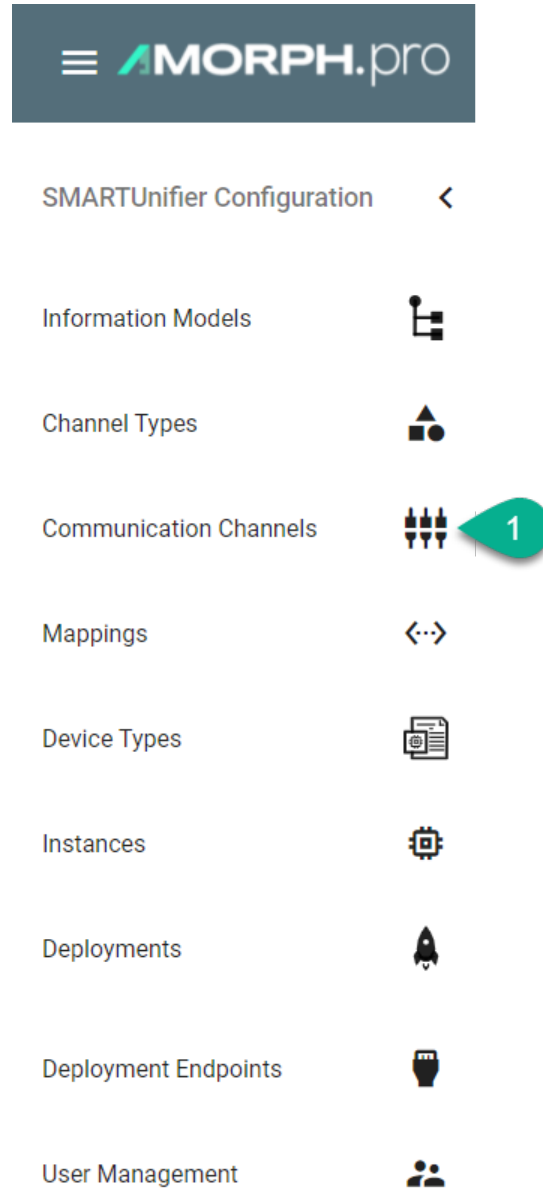 AMORPH.pro
SMARTUnifier Configuration
Information Models
Channel Types
Communication Channels
1
Mappings
Device Types
Instances
Deployments
Deployment Endpoints
User Management